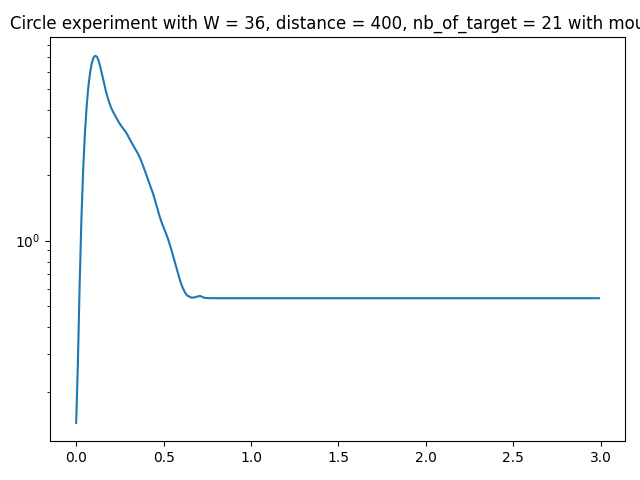 Circle experiment with W = 36, distance = 400, nb_of_target = 21 with mou
10⁰
0.0 0.5 1.0 1.5 2.0 2.5 3.0